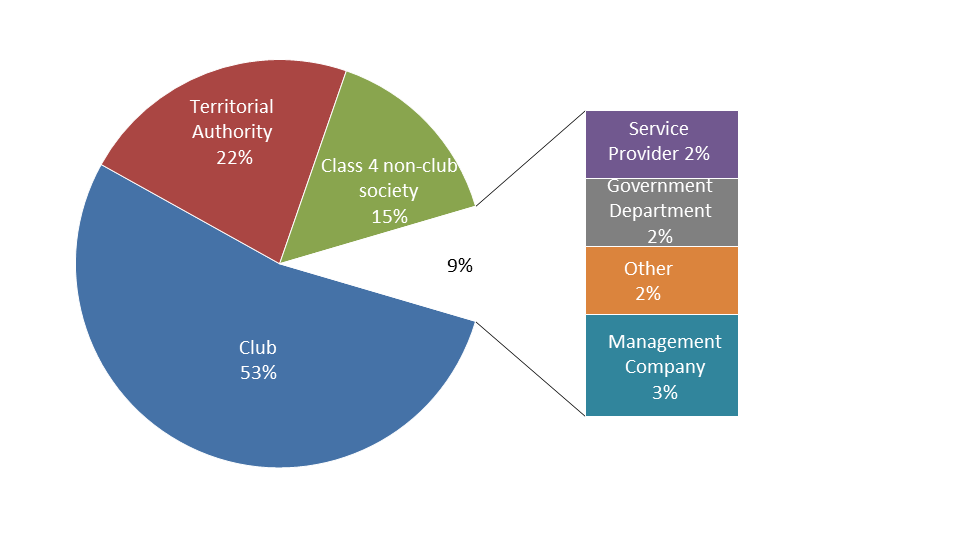 Territorial
Authority
22%
Class 4 non-club
society
15%
9%
Club
53%
Service
Provider 2%
Government
Department
2%
Other
2%
Management
Company
3%